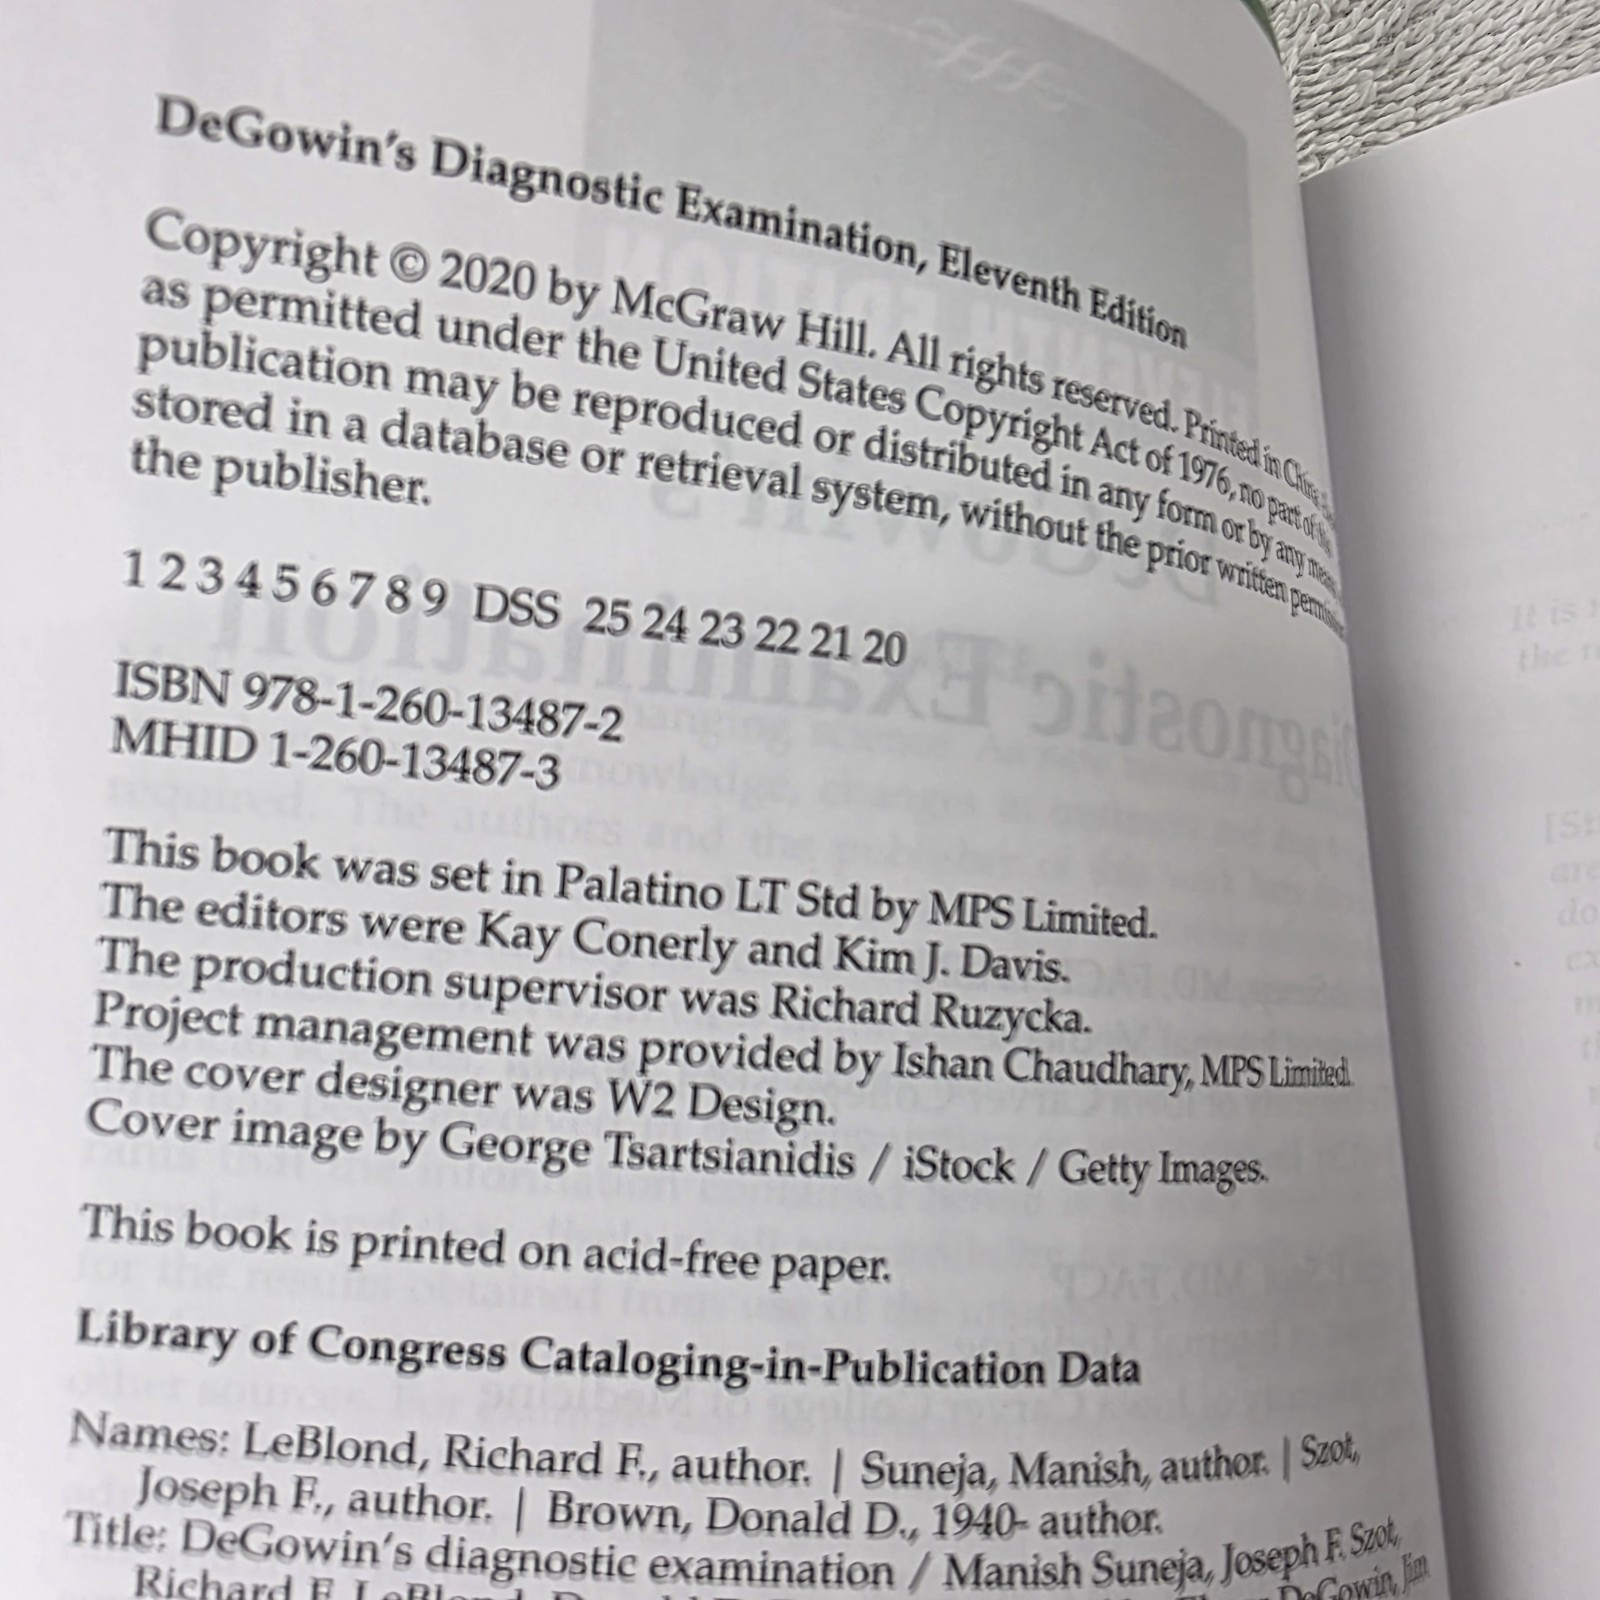 DeGowin's Diagnostic Examination, Eleventh Edition
Copyright © 2020 by McGraw Hill. All rights reserved. Printed in China.
as permitted under the United States Copyright Act of 1976, no part of this
publication may be reproduced or distributed in any form or by any means
stored in a database or retrieval system, without the prior written permission
the publisher.
1 2 3 4 5 6 7 8 9 DSS 25 24 23 22 21 20
ISBN 978-1-260-13487-2
MHID 1-260-13487-3
This book was set in Palatino LT Std by MPS Limited.
The editors were Kay Conerly and Kim J. Davis.
The production supervisor was Richard Ruzycka.
Project management was provided by Ishan Chaudhary, MPS Limited.
The cover designer was W2 Design.
Cover image by George Tsartsianidis / iStock / Getty Images.
This book is printed on acid-free paper.
Library of Congress Cataloging-in-Publication Data
Names: LeBlond, Richard F., author. | Suneja, Manish, author. | Szot,
Joseph F., author. | Brown, Donald D., 1940- author.
Title: DeGowin's diagnostic examination / Manish Suneja, Joseph F. Szot,
Richard F. LeBlond, Donald D. DeGowin, Jim